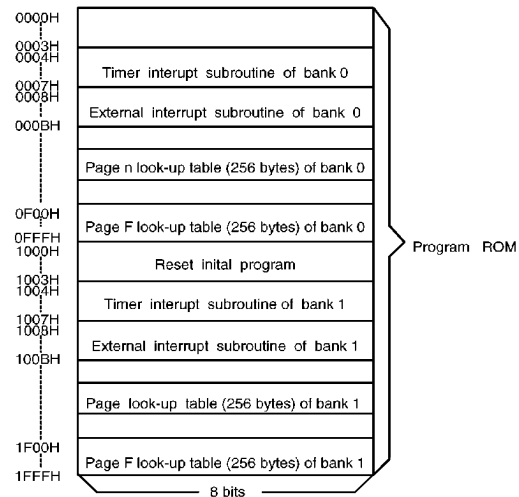 0000H
0003H
0004H
Timer interupt subroutine of bank 0
0007H
0008H
External interrupt subroutine of bank 0
000BH
Page n look-up table (256 bytes) of bank 0
0F00H
Page F look-up table (256 bytes) of bank 0
0FFFH
1000H
Reset inital program
Program ROM
1003H
1004H
Timer interupt subroutine of bank 1
1007H
1008H
External interrupt subroutine of bank 1
100BH
Page look-up table (256 bytes) of bank 1
1F00H
Page F look-up table (256 bytes) of bank 1
1FFFH
8 bits